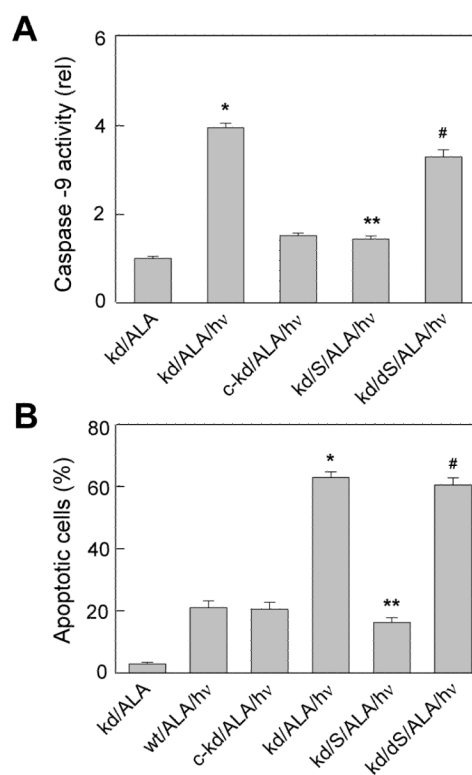 A
Caspase -9 activity (rel)
6
4
2
0
*
**
#
kd/ALA
kd/ALA/hν
c-kd/ALA/hν
kd/S/ALA/hν
kd/dS/ALA/hν
B
Apoptotic cells (%)
80
60
40
20
0
*
**
#
kd/ALA
wt/ALA/hν
c-kd/ALA/hν
kd/ALA/hν
kd/S/ALA/hν
kd/dS/ALA/hν